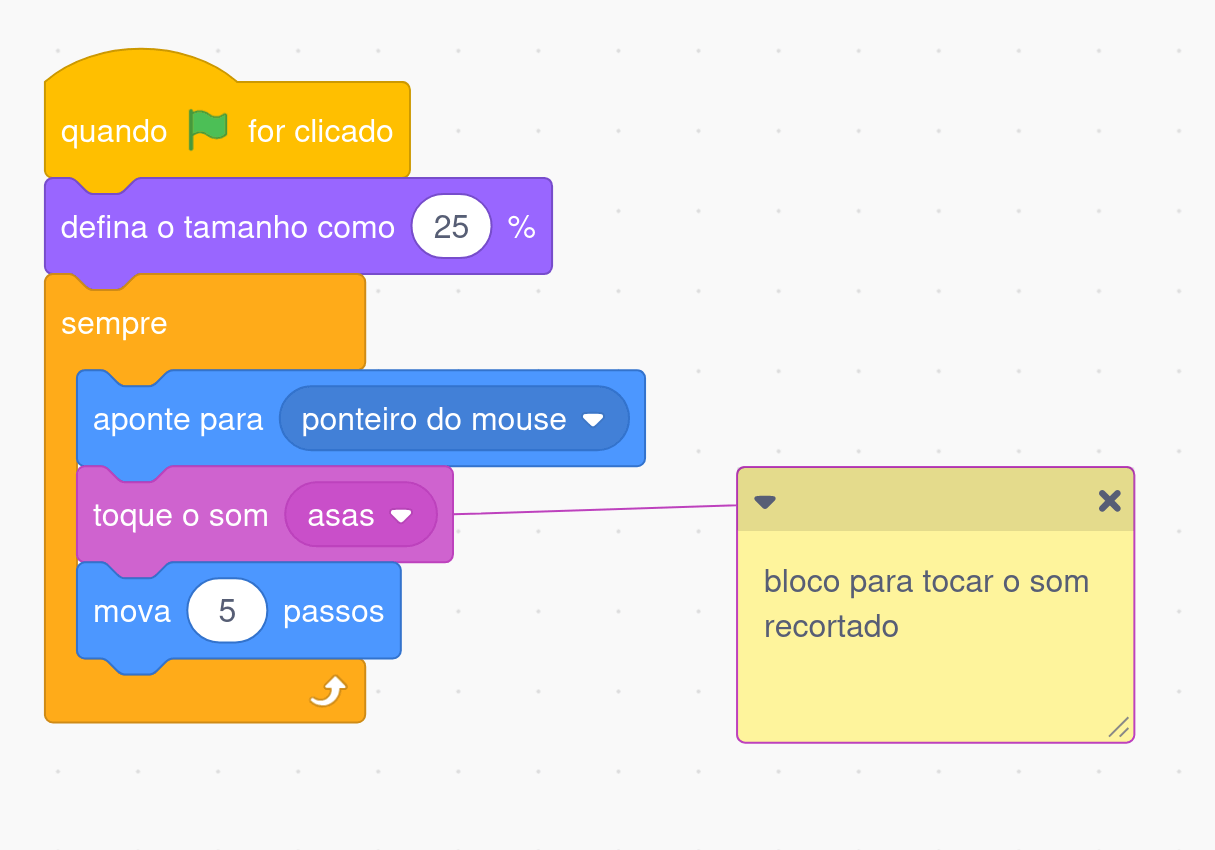 quando for clicado
defina o tamanho como 25 %
sempre
aponte para ponteiro do mouse
toque o som asas
mova 5 passos
bloco para tocar o som
recortado